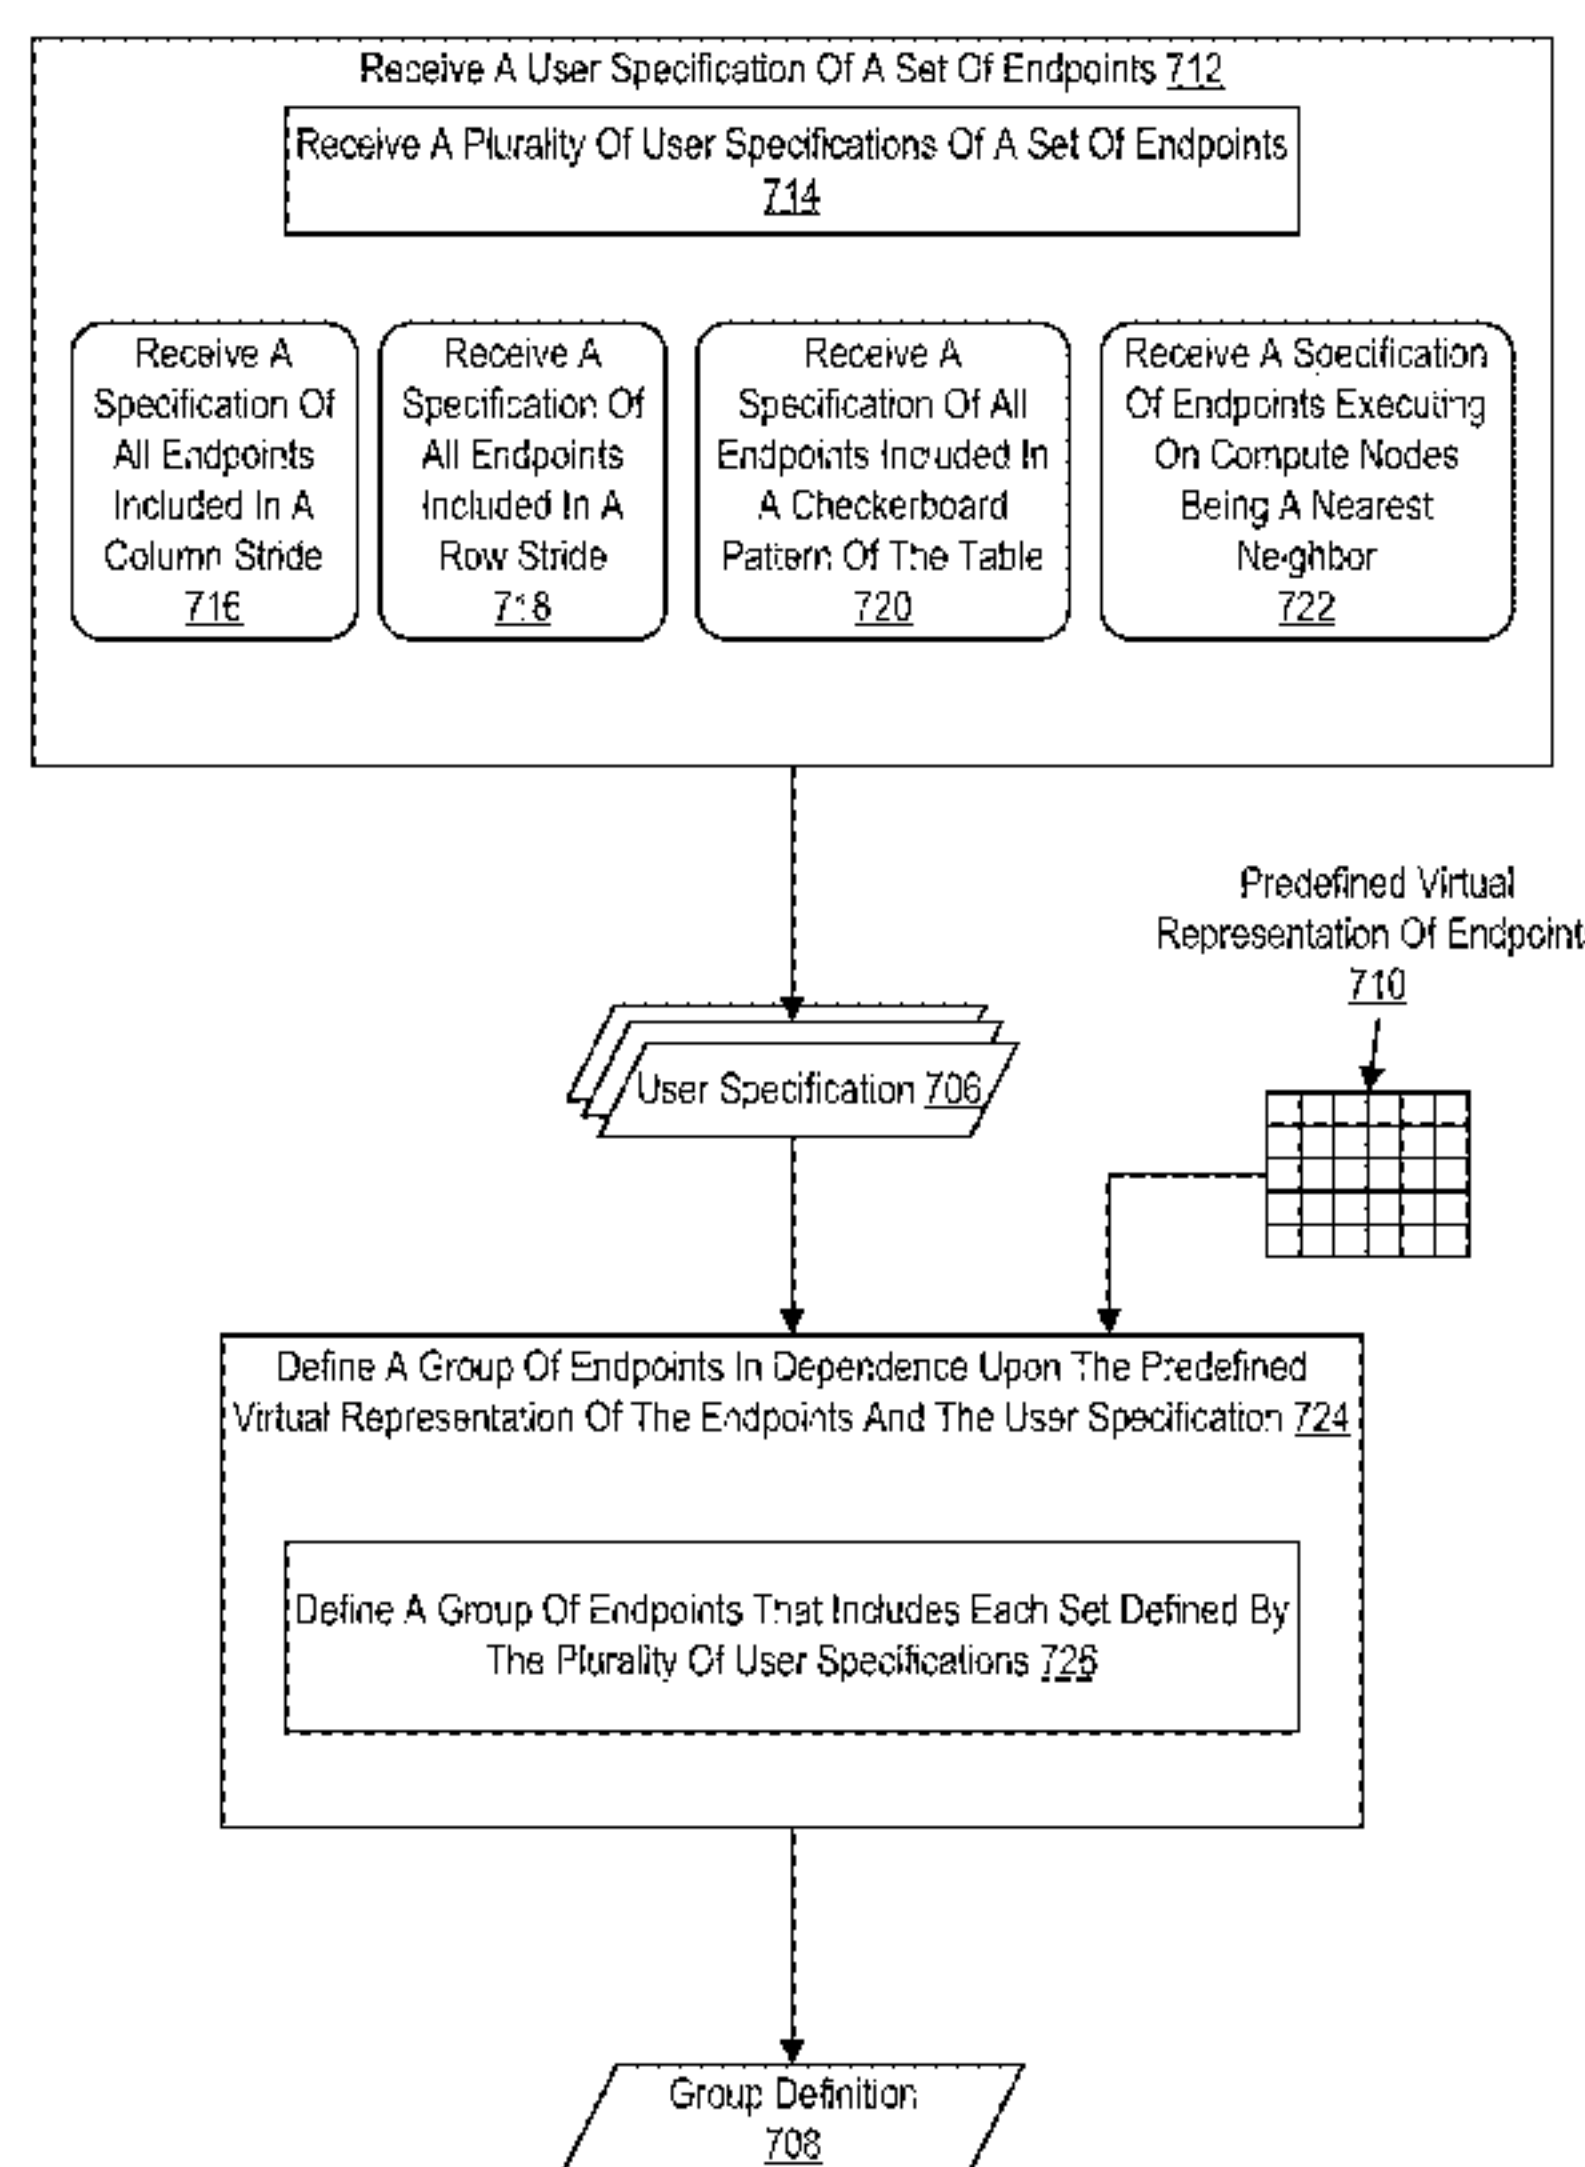 Receive A User Specification Of A Set Of Endpoints 712
Receive A Plurality Of User Specifications Of A Set Of Endpoints
714
Receive A
Specification Of
All Endpoints
Included In A
Column Stride
716
Receive A
Specification Of
All Endpoints
Included In A
Row Stride
718
Receive A
Specification Of All
Endpoints Included In
A Checkerboard
Pattern Of The Table
720
Receive A Specification
Of Endpoints Executing
On Compute Nodes
Being A Nearest
Neighbor
722
Predefined Virtual
Representation Of Endpoint
710
User Specification 706
Define A Group Of Endpoints In Dependence Upon The Predefined
Virtual Representation Of The Endpoints And The User Specification 724
Define A Group Of Endpoints That Includes Each Set Defined By
The Plurality Of User Specifications 726
Group Definition
708